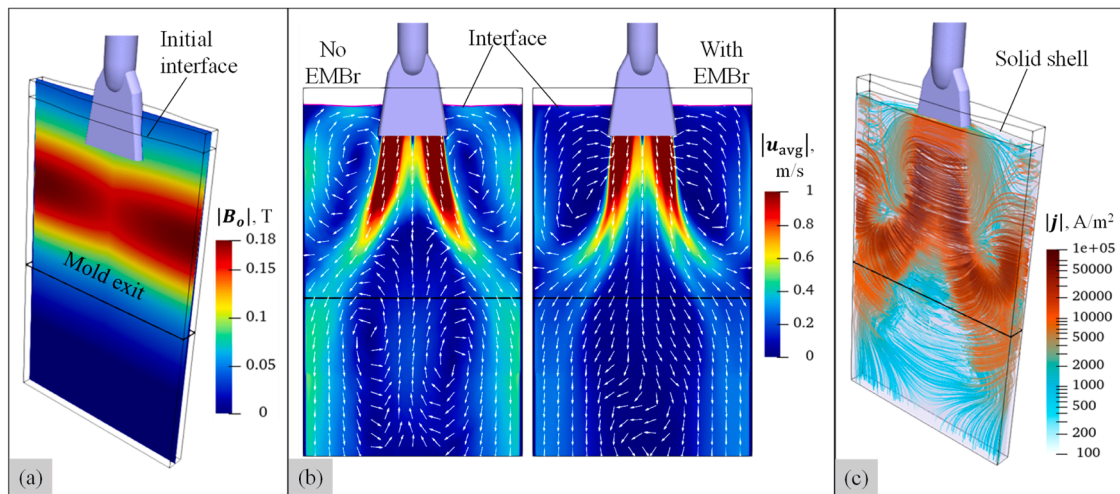 Initial
interface
|B₀|, T
0.18
0.15
0.1
0.05
0
Mold exit
(a)
No
EMBr
Interface
With
EMBr
|u_avg|,
m/s
1
0.8
0.6
0.4
0.2
0
(b)
Solid shell
|j|, A/m²
1e+05
50000
20000
10000
5000
2000
1000
500
200
100
(c)